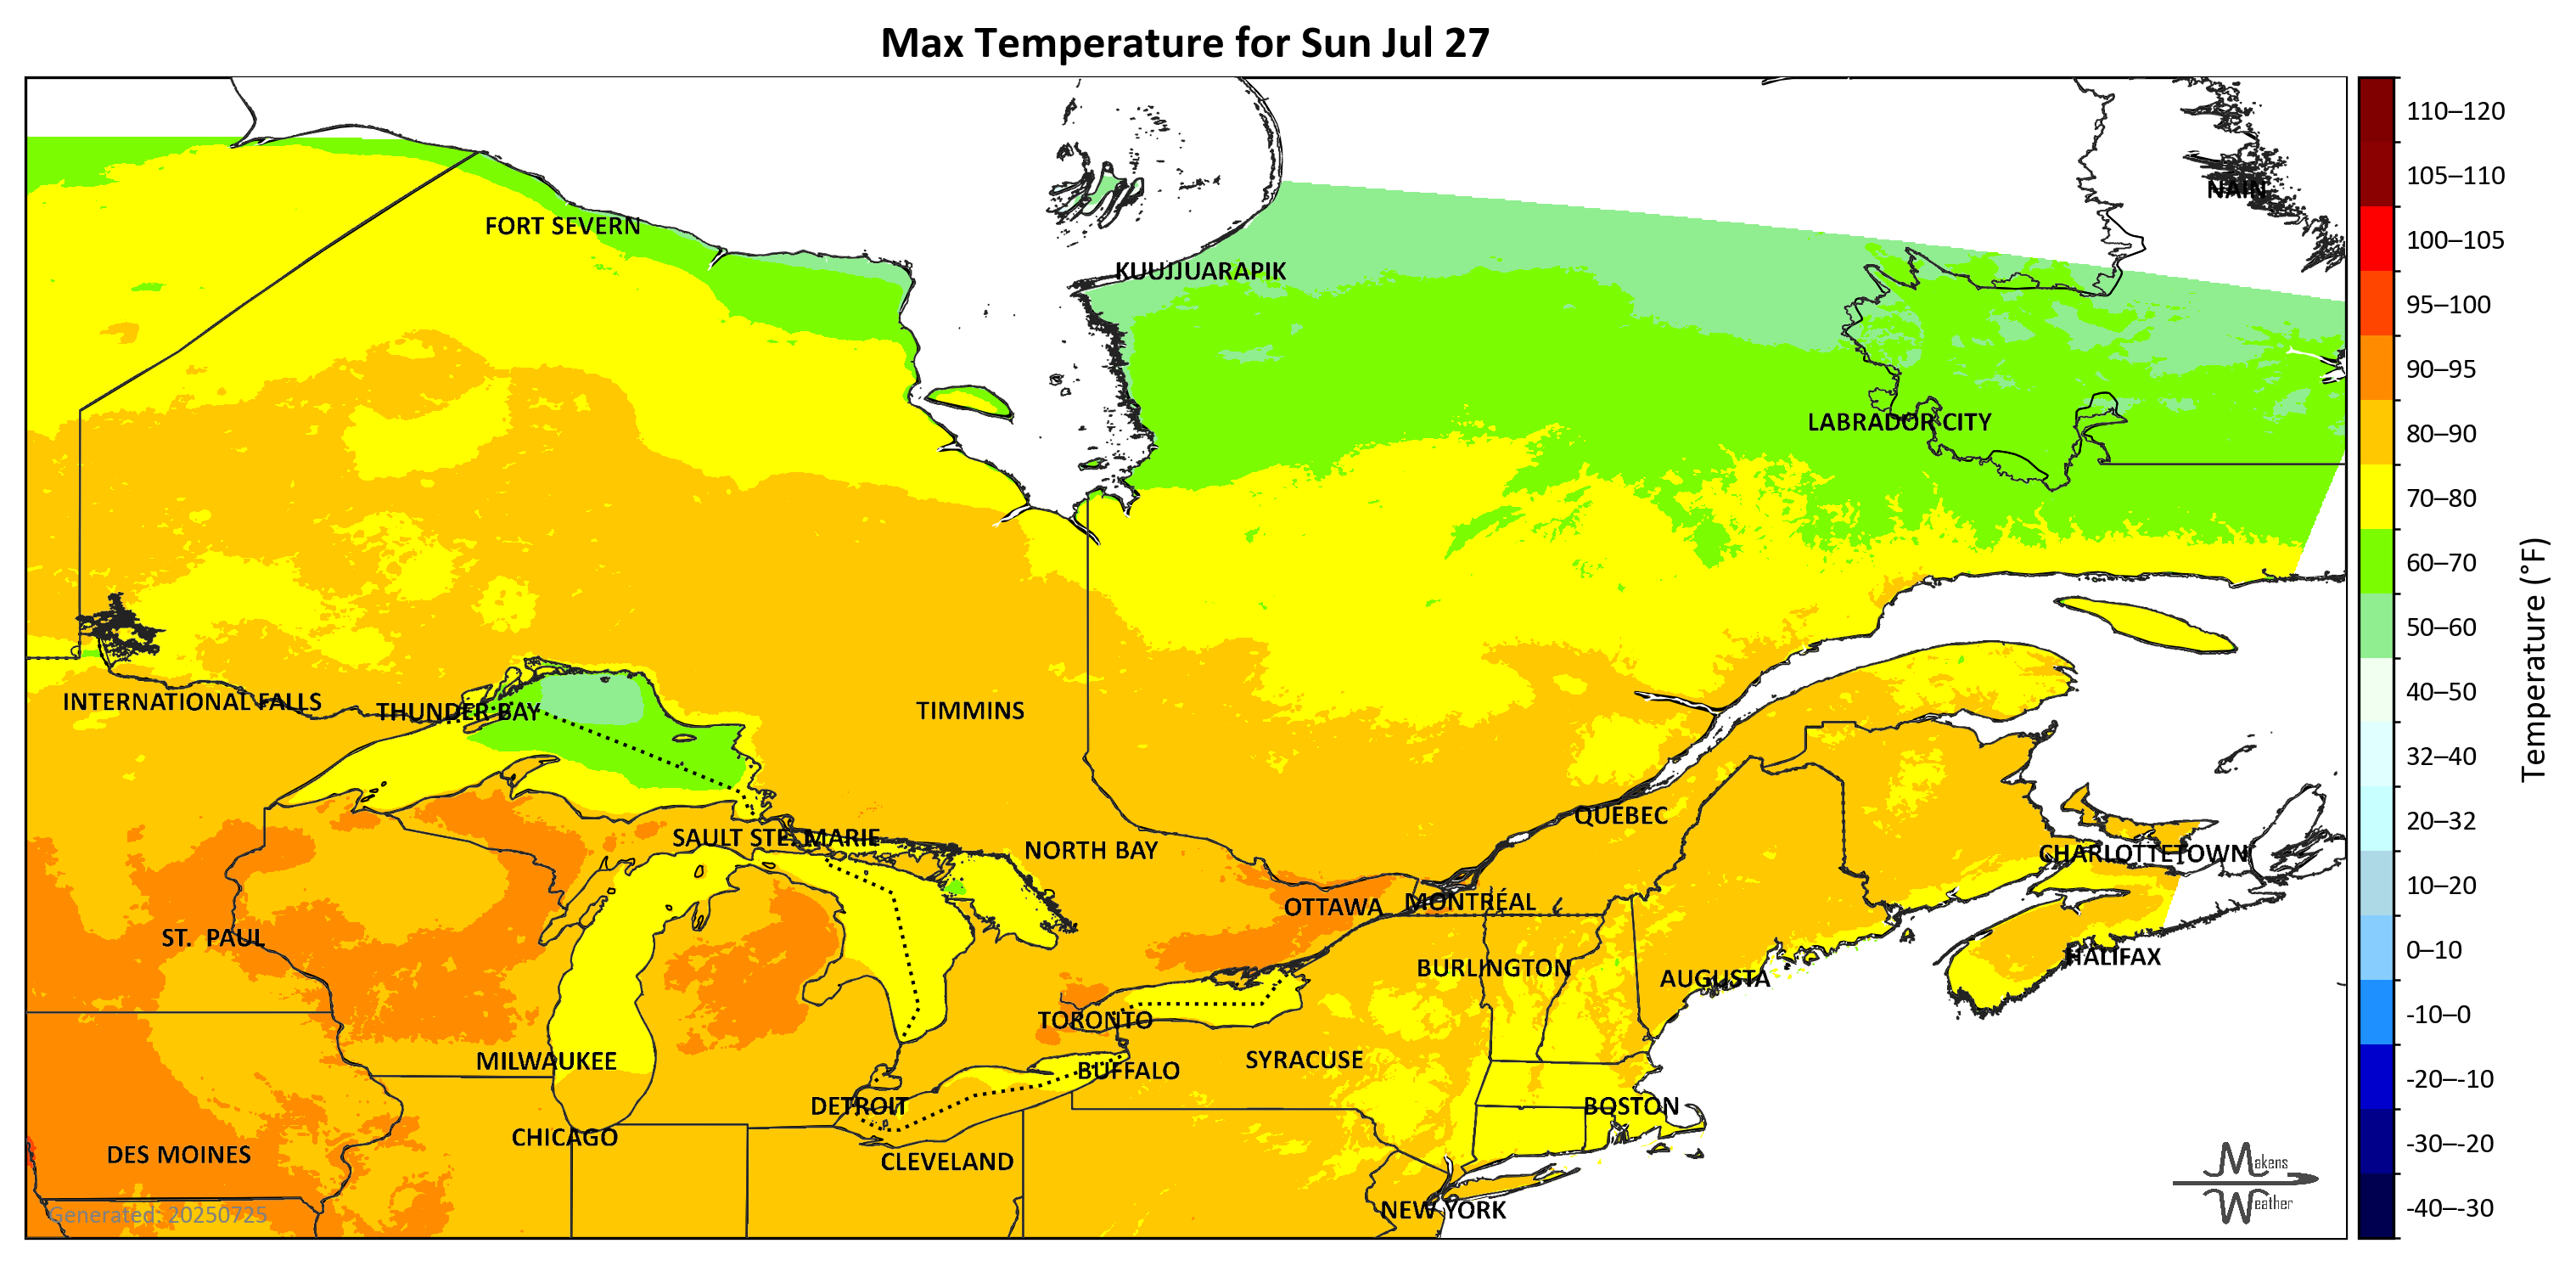 Max Temperature for Sun Jul 27
NAIN
FORT SEVERN
KUUJJUARAPIK
LABRADOR CITY
INTERNATIONAL FALLS
THUNDER BAY
TIMMINS
QUÉBEC
SAULT STE. MARIE
NORTH BAY
CHARLOTTETOWN
OTTAWA
MONTRÉAL
ST. PAUL
HALIFAX
BURLINGTON
AUGUSTA
TORONTO
MILWAUKEE
SYRACUSE
BUFFALO
DETROIT
BOSTON
CHICAGO
DES MOINES
CLEVELAND
NEW YORK
Generated: 20250725
Makens
Weather
110–120
105–110
100–105
95–100
90–95
80–90
70–80
60–70
50–60
40–50
32–40
20–32
10–20
0–10
-10–0
-20–-10
-30–-20
-40–-30
Temperature (°F)